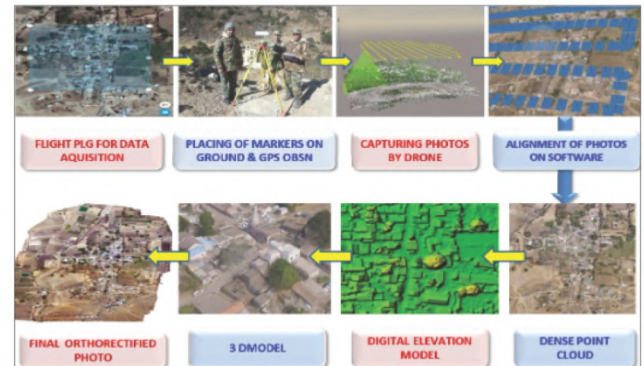 FLIGHT PLG FOR DATA
AQUISITION
PLACING OF MARKERS ON
GROUND & GPS OBSN
CAPTURING PHOTOS
BY DRONE
ALIGNMENT OF PHOTOS
ON SOFTWARE
FINAL ORTHORECTIFIED
PHOTO
3 DMODEL
DIGITAL ELEVATION
MODEL
DENSE POINT
CLOUD